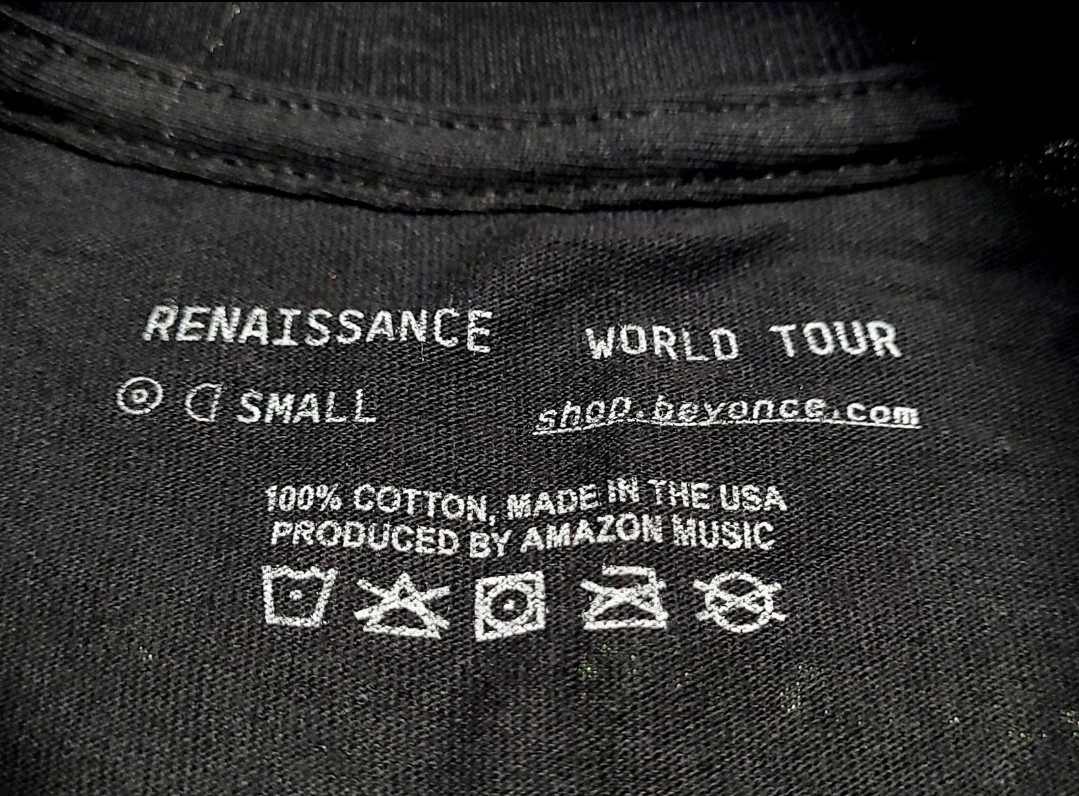 RENAISSANCE WORLD TOUR
SMALL shop.beyonce.com
100% COTTON, MADE IN THE USA
PRODUCED BY AMAZON MUSIC